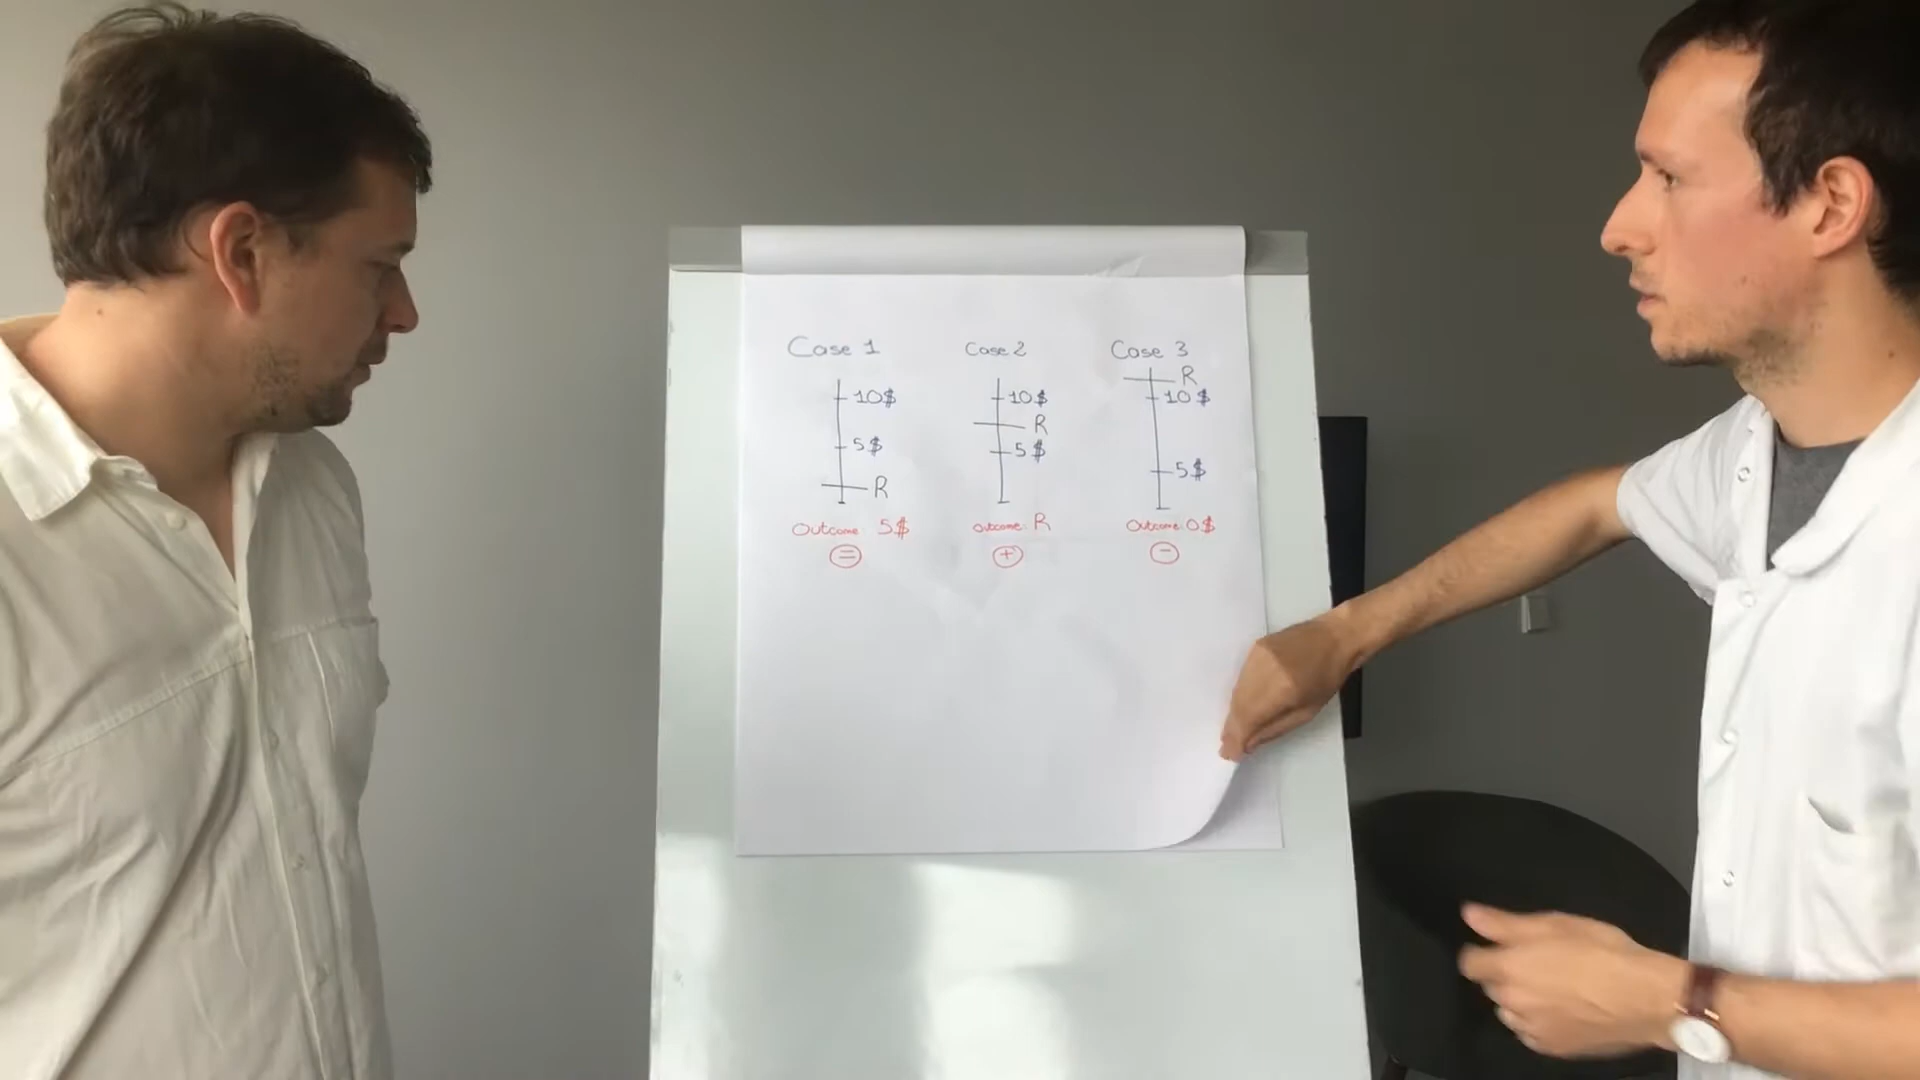 Case 1
10$
5$
R
Outcome: 5$
=
Case 2
10$
R
5$
Outcome: R
+
Case 3
R
10$
5$
Outcome: 0$
-